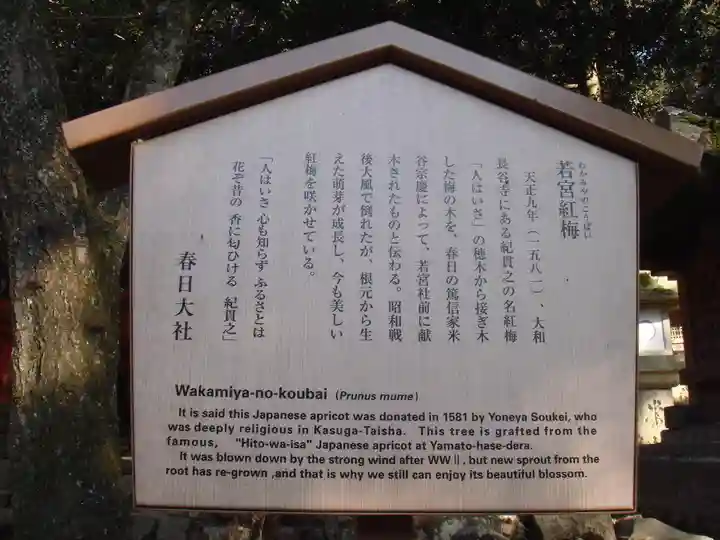 わかみやのこうばい
若宮紅梅
天正九年(一五八一)、大和
長谷寺にある紀貫之の名紅梅
「人はいさ」の穂木から接ぎ木
した梅の木を、春日の篤信家米
谷宗慶によって、若宮社前に献
木されたものと伝わる。昭和戦
後大風で倒れたが、根元から生
えた萌芽が成長し、今も美しい
紅梅を咲かせている。
「人はいさ 心も知らず ふるさとは
花ぞ昔の 香に匂ひける 紀貫之」
春日大社
Wakamiya-no-koubai (Prunus mume)
It is said this Japanese apricot was donated in 1581 by Yoneya Soukei, who
was deeply religious in Kasuga-Taisha. This tree is grafted from the
famous, "Hito-wa-isa" Japanese apricot at Yamato-hase-dera.
It was blown down by the strong wind after WWⅡ, but new sprout from the
root has re-grown ,and that is why we still can enjoy its beautiful blossom.